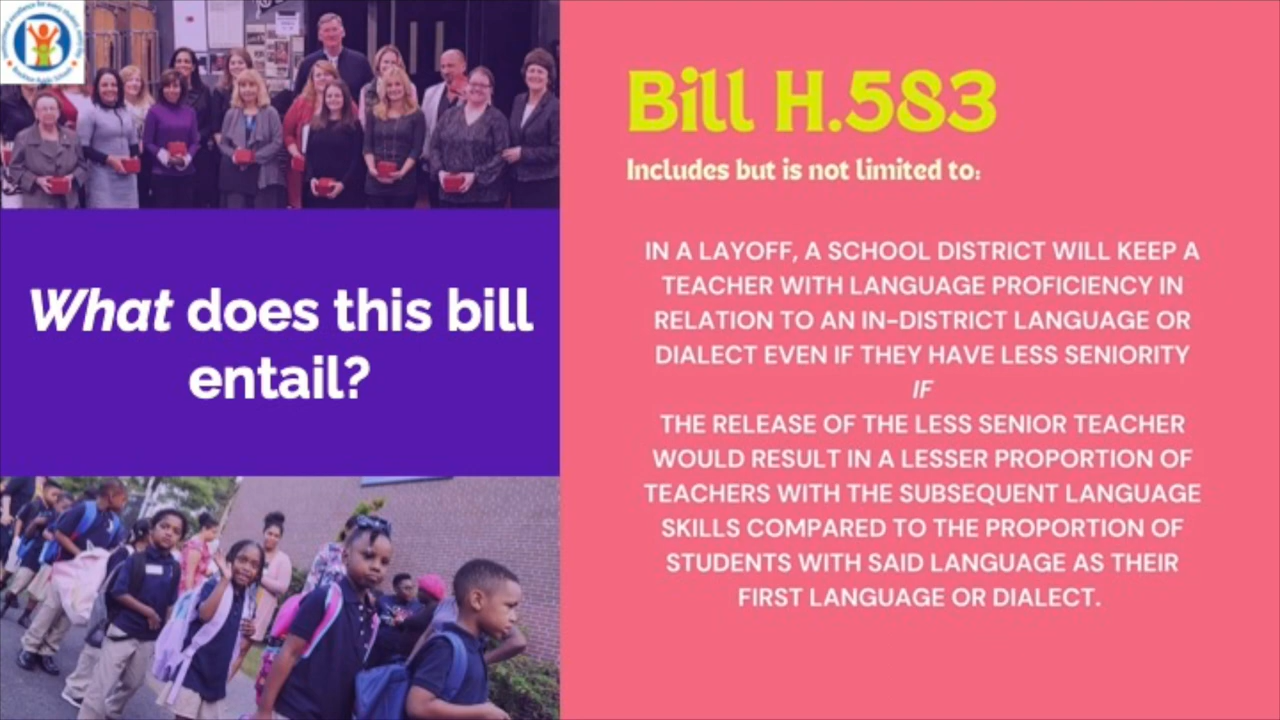 What does this bill
entail?
Bill H.583
Includes but is not limited to:
IN A LAYOFF, A SCHOOL DISTRICT WILL KEEP A
TEACHER WITH LANGUAGE PROFICIENCY IN
RELATION TO AN IN-DISTRICT LANGUAGE OR
DIALECT EVEN IF THEY HAVE LESS SENIORITY
IF
THE RELEASE OF THE LESS SENIOR TEACHER
WOULD RESULT IN A LESSER PROPORTION OF
TEACHERS WITH THE SUBSEQUENT LANGUAGE
SKILLS COMPARED TO THE PROPORTION OF
STUDENTS WITH SAID LANGUAGE AS THEIR
FIRST LANGUAGE OR DIALECT.